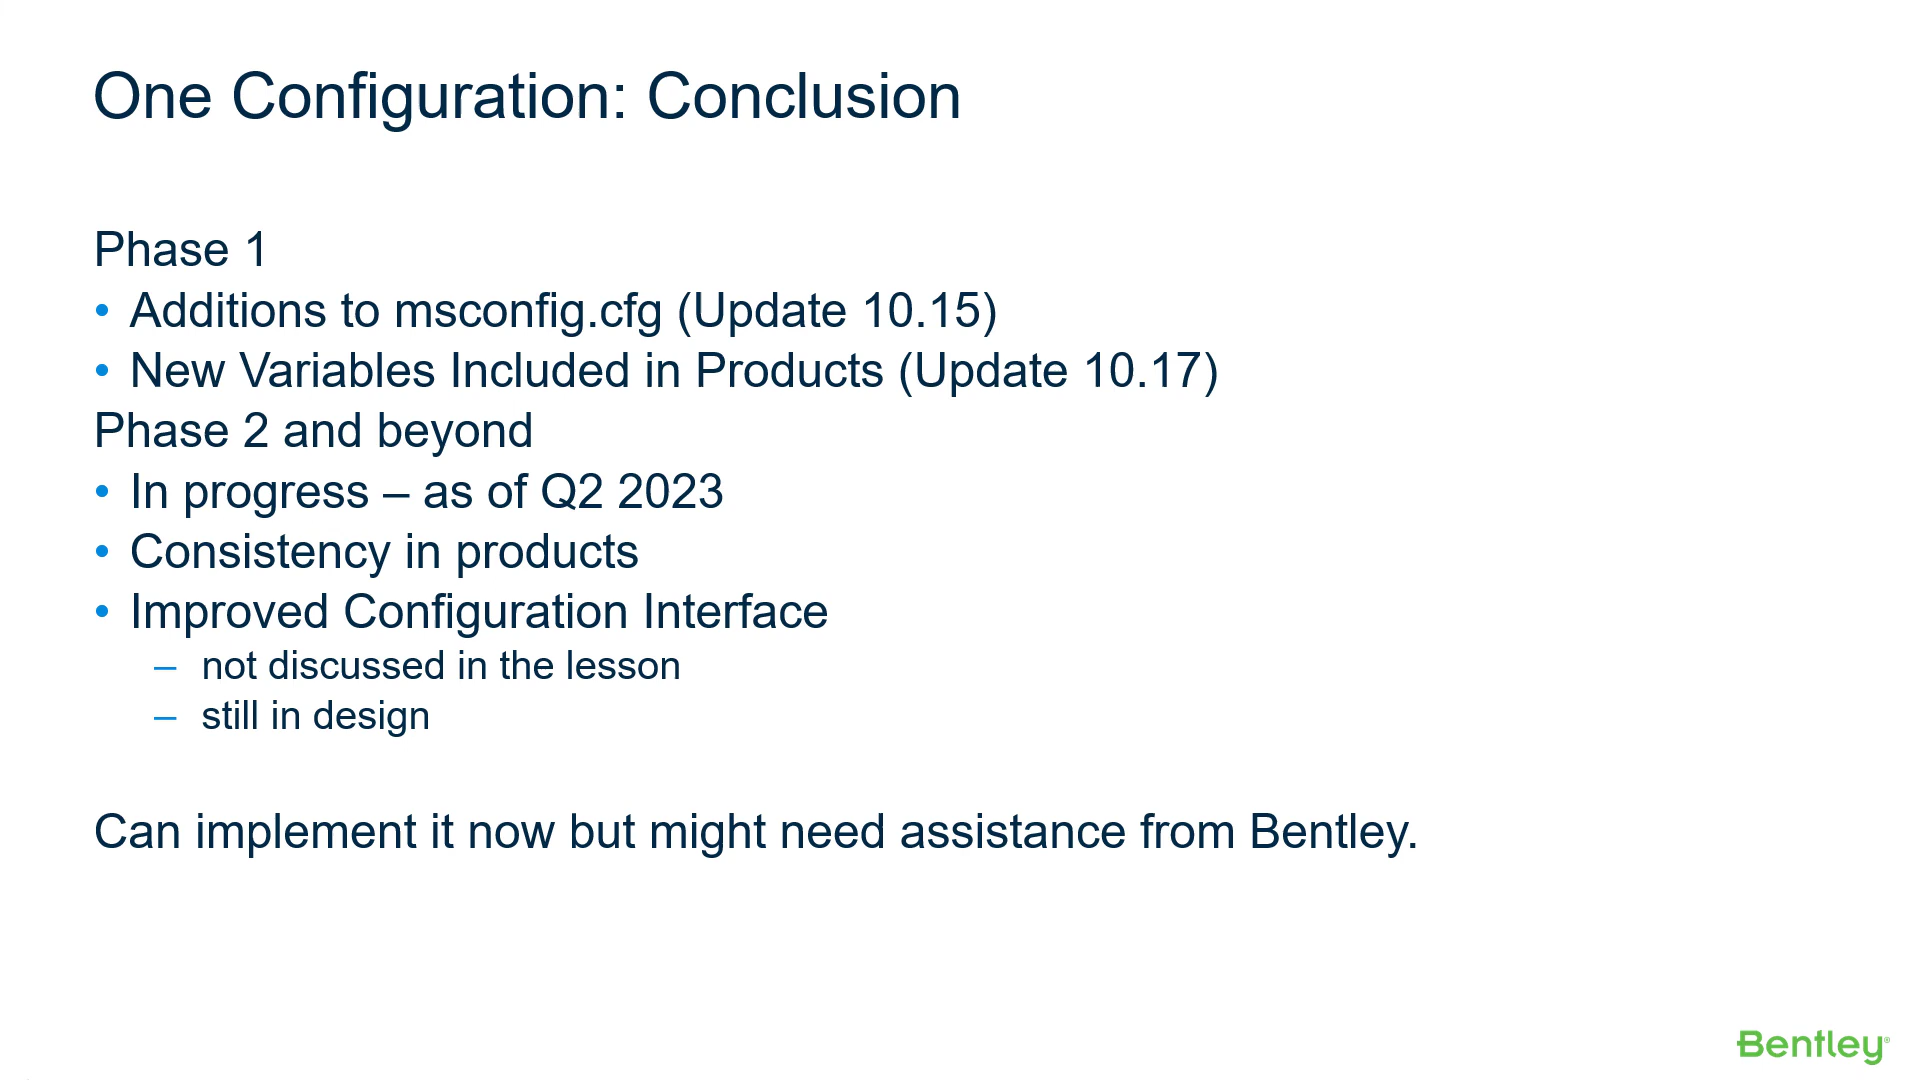 One Configuration: Conclusion
Phase 1
• Additions to msconfig.cfg (Update 10.15)
• New Variables Included in Products (Update 10.17)
Phase 2 and beyond
• In progress – as of Q2 2023
• Consistency in products
• Improved Configuration Interface
– not discussed in the lesson
– still in design
Can implement it now but might need assistance from Bentley.
Bentley®